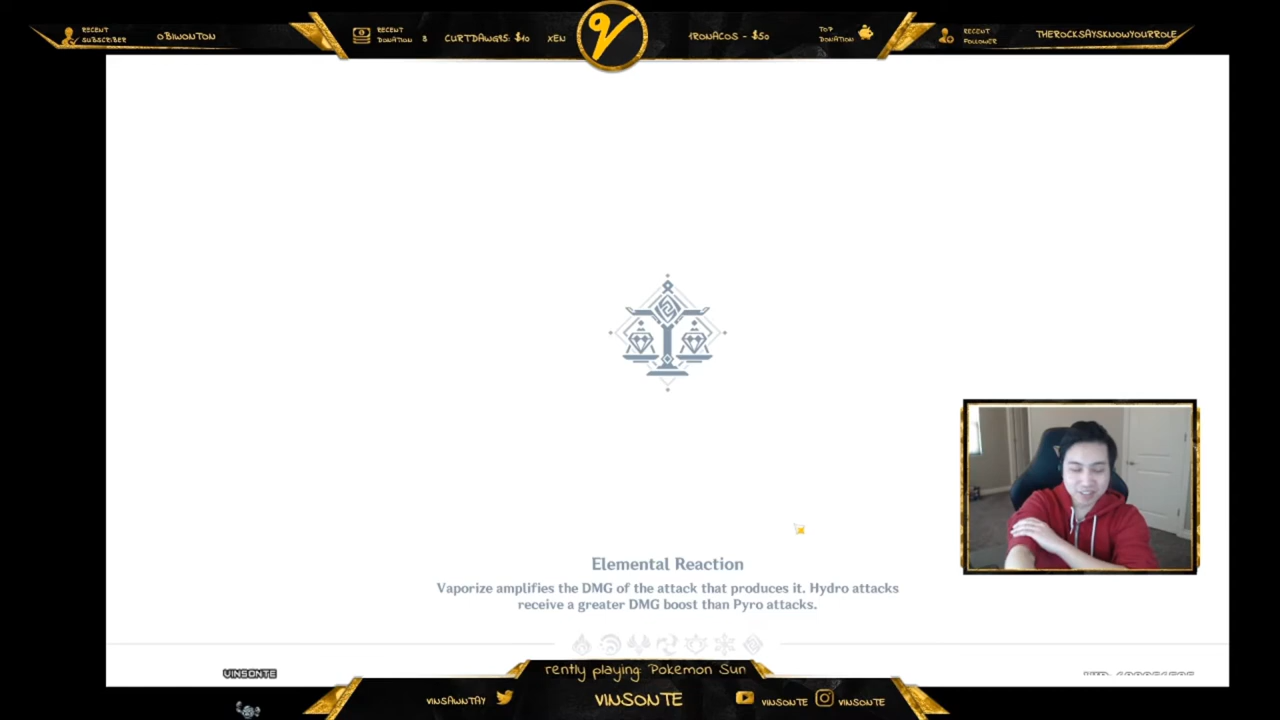 RECENT SUBSCRIBER
OBIWONTON
RECENT DONATION
CURTDAWG85: $10
XEN
1RONACOS - $50
TOP DONATION
RECENT FOLLOWER
THEROCKSAYSKNOWYOURROLE
Elemental Reaction
Vaporize amplifies the DMG of the attack that produces it. Hydro attacks
receive a greater DMG boost than Pyro attacks.
VINSONTE
rently playing: Pokemon Sun
VINSAWNTAY
VINSONTE
VINSONTE
VINSONTE